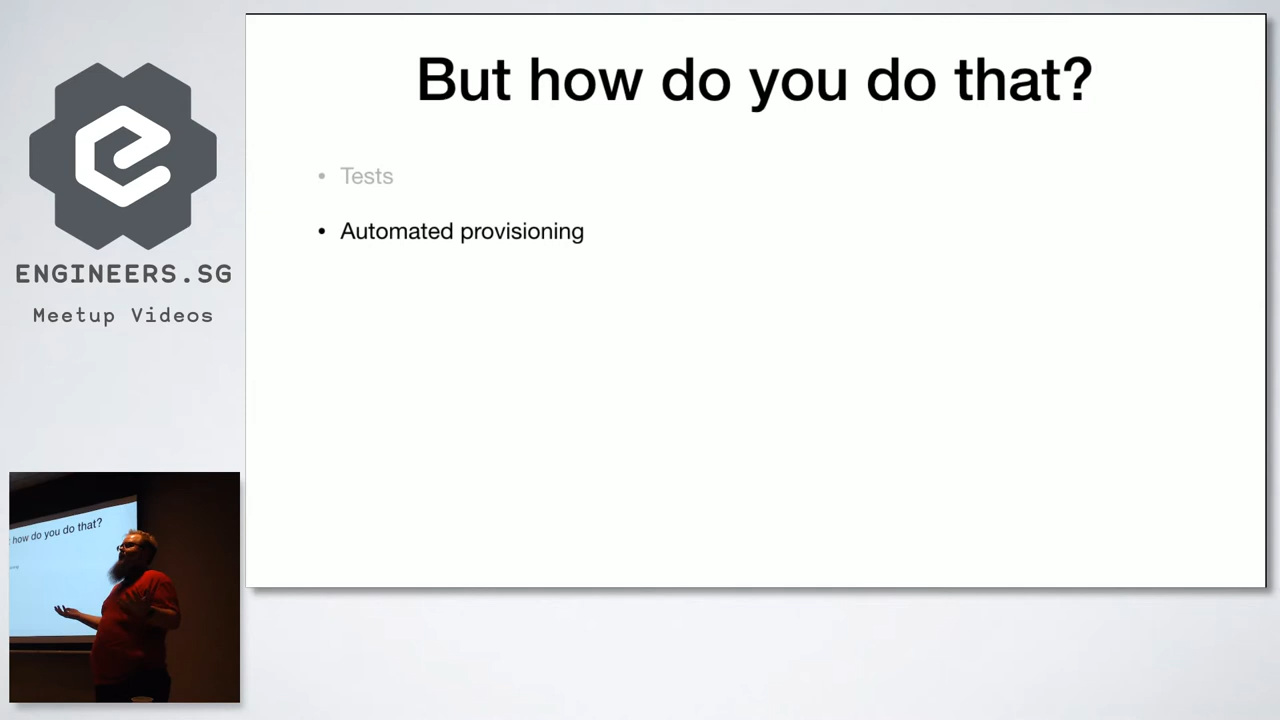 But how do you do that?
• Tests
• Automated provisioning
ENGINEERS.SG
Meetup Videos
how do you do that?